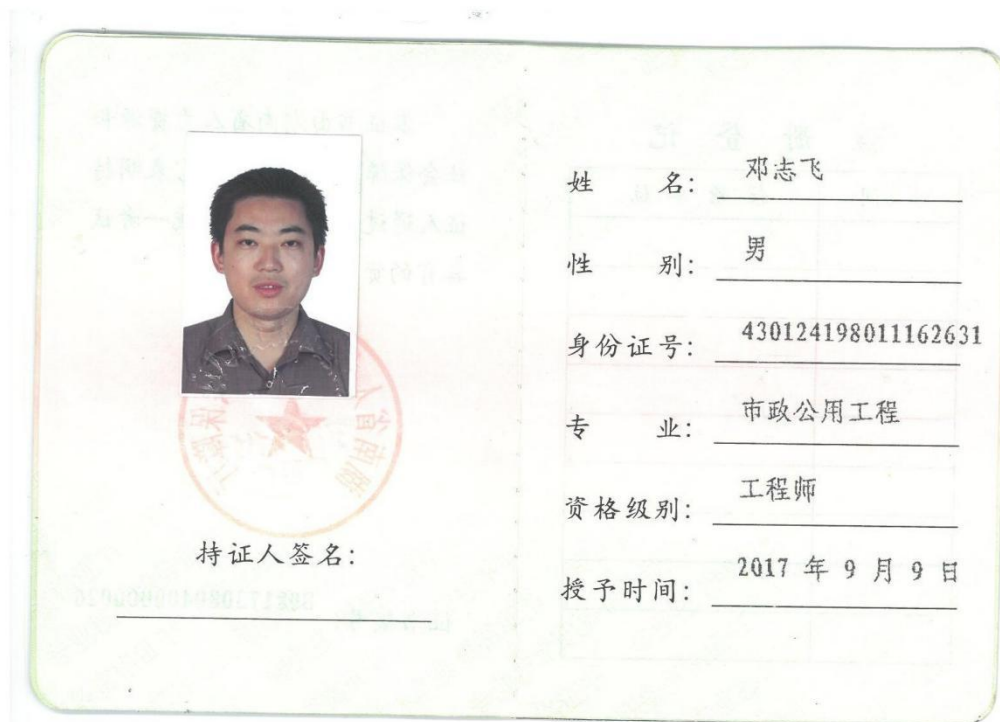 持证人签名:
姓 名: 邓志飞
性 别: 男
身份证号: 430124198011162631
专 业: 市政公用工程
资格级别: 工程师
授予时间: 2017 年 9 月 9 日